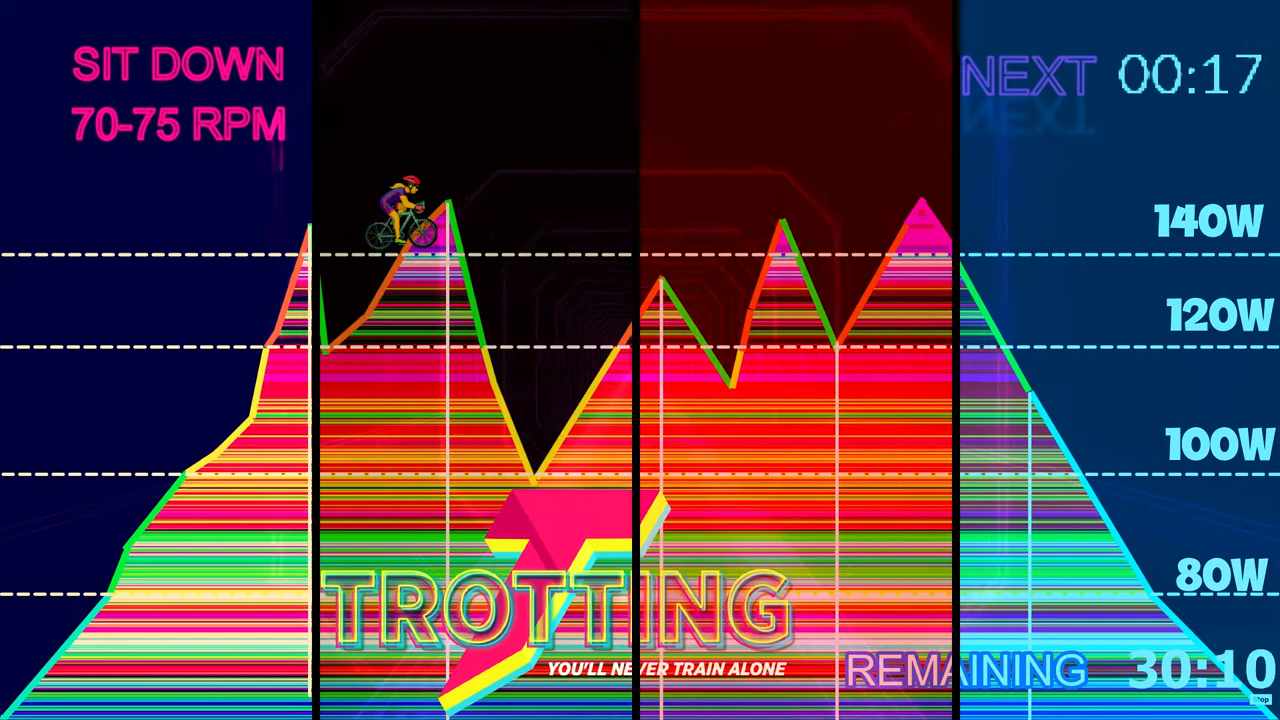 SIT DOWN
70-75 RPM
NEXT 00:17
140W
120W
100W
80W
TROTTING
YOU'LL NEVER TRAIN ALONE
REMAINING 30:10